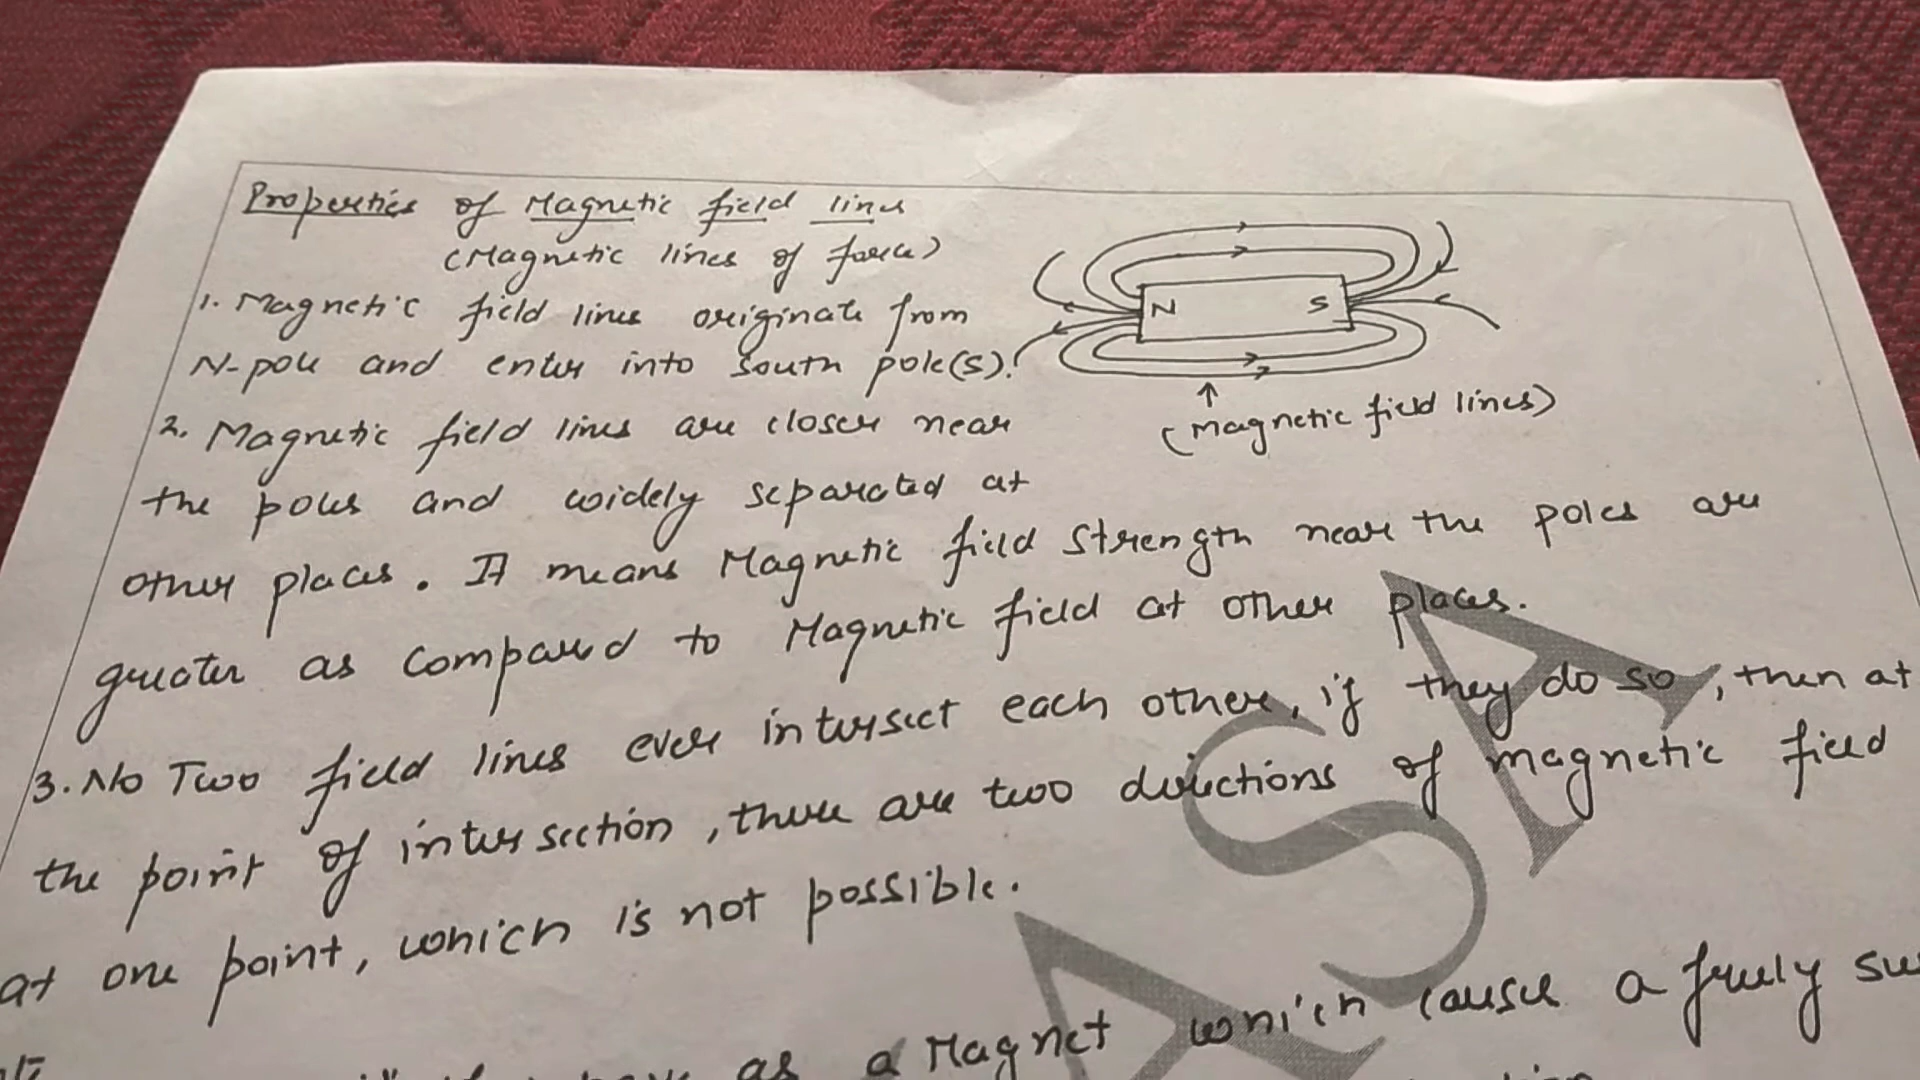 Properties of Magnetic field lines
(Magnetic lines of force)
1. Magnetic field lines originate from
N-pole and enters into south pole(s).
N S
↑
(magnetic field lines)
2. Magnetic field lines are closer near
the poles and widely separated at
other places. It means Magnetic field strength near the poles are
greater as compared to Magnetic field at other places.
3. No Two field lines ever intersect each other, if they do so, then at
the point of intersection, there are two directions of magnetic field
at one point, which is not possible.
as a Magnet which cause a freely
ASA